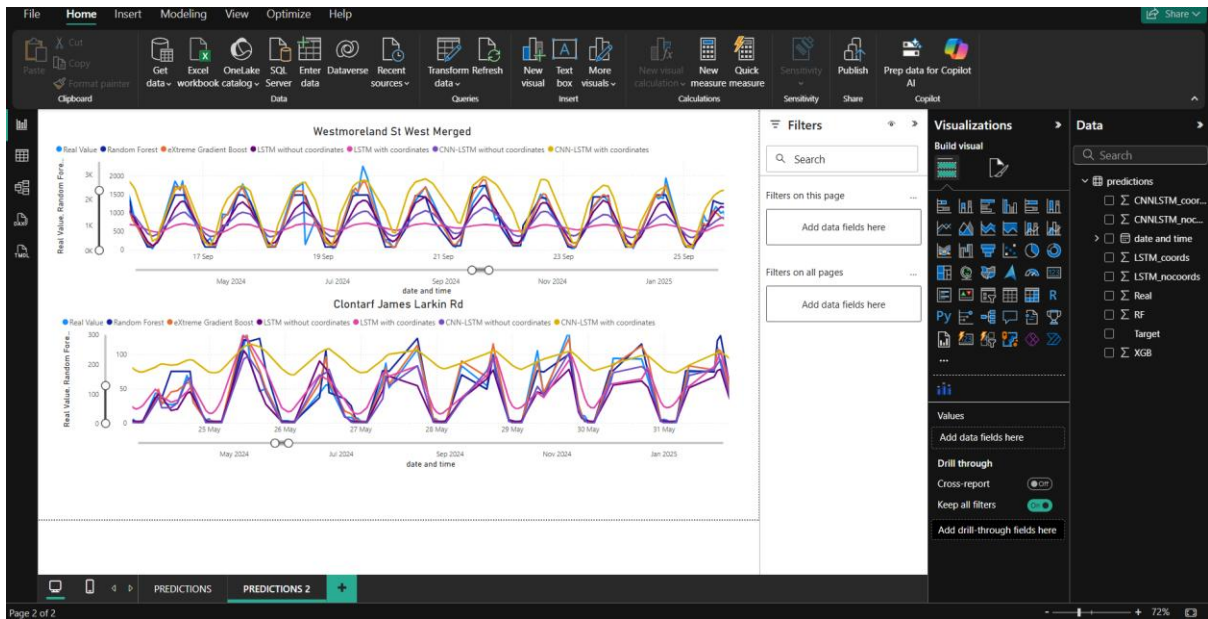 File Home Insert Modeling View Optimize Help
Share
Paste
Cut
Copy
Format painter
Clipboard
Get data
Excel workbook
OneLake catalog
SQL Server
Enter data
Dataverse
Recent sources
Data
Transform data
Refresh
Queries
New visual
Text box
More visuals
Insert
New visual calculation
New measure
Quick measure
Calculations
Sensitivity
Sensitivity
Publish
Share
Prep data for AI
Copilot
Copilot
Westmoreland St West Merged
Real Value Random Forest eXtreme Gradient Boost LSTM without coordinates LSTM with coordinates CNN-LSTM without coordinates CNN-LSTM with coordinates
Real Value, Random Fore...
3K
2K
1K
0K
2000
1500
1000
500
0
17 Sep 19 Sep 21 Sep 23 Sep 25 Sep
May 2024 Jul 2024 Sep 2024 Nov 2024 Jan 2025
date and time
Clontarf James Larkin Rd
Real Value Random Forest eXtreme Gradient Boost LSTM without coordinates LSTM with coordinates CNN-LSTM without coordinates CNN-LSTM with coordinates
Real Value, Random Fore...
300
200
100
0
100
50
0
25 May 26 May 27 May 28 May 29 May 30 May 31 May
May 2024 Jul 2024 Sep 2024 Nov 2024 Jan 2025
date and time
Filters
Search
Filters on this page ...
Add data fields here
Filters on all pages ...
Add data fields here
Visualizations
Build visual
R
Py
...
Values
Add data fields here
Drill through
Cross-report Off
Keep all filters On
Add drill-through fields here
Data
Search
predictions
CNNLSTM_coor...
CNNLSTM_noc...
date and time
LSTM_coords
LSTM_nocoords
Real
RF
Target
XGB
PREDICTIONS PREDICTIONS 2 +
Page 2 of 2
- + 72%